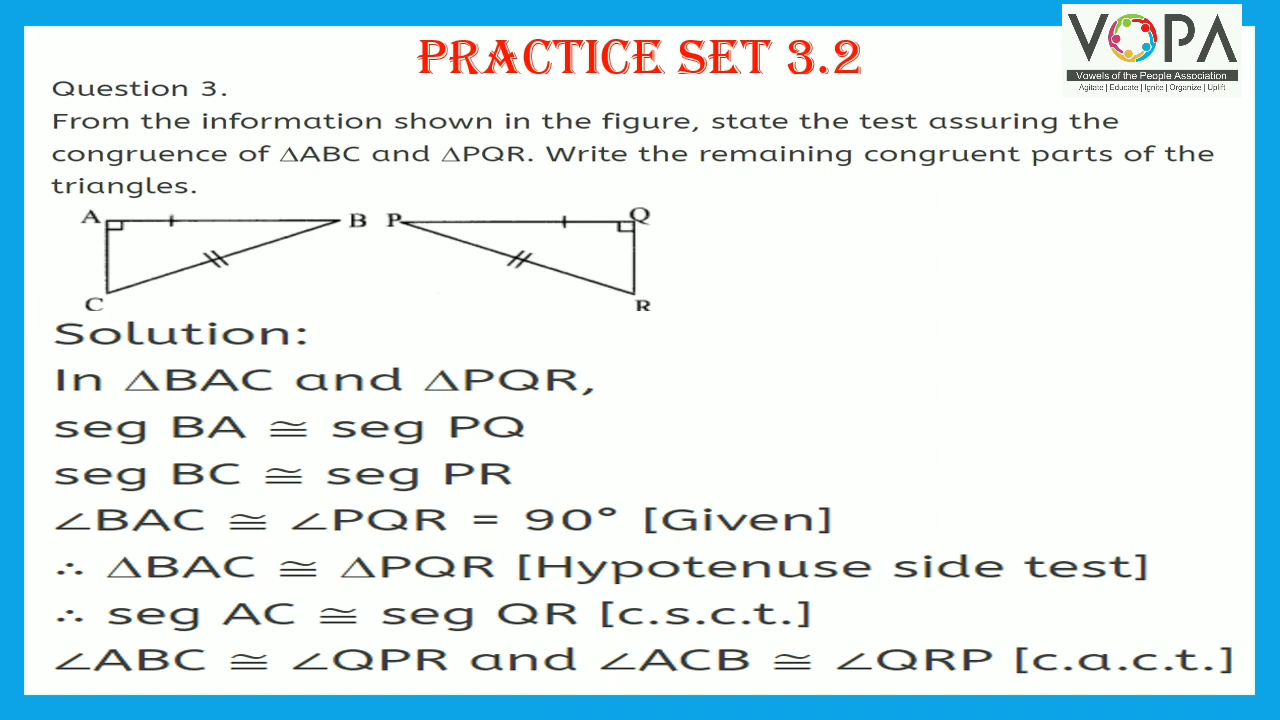 PRACTICE SET 3.2
VOPA
Vowels of the People Association
Agitate | Educate | Ignite | Organize | Uplift
Question 3.
From the information shown in the figure, state the test assuring the
congruence of ΔABC and ΔPQR. Write the remaining congruent parts of the
triangles.
A B P Q
C R
Solution:
In ΔBAC and ΔPQR,
seg BA ≅ seg PQ
seg BC ≅ seg PR
∠BAC ≅ ∠PQR = 90° [Given]
∴ ΔBAC ≅ ΔPQR [Hypotenuse side test]
∴ seg AC ≅ seg QR [c.s.c.t.]
∠ABC ≅ ∠QPR and ∠ACB ≅ ∠QRP [c.a.c.t.]